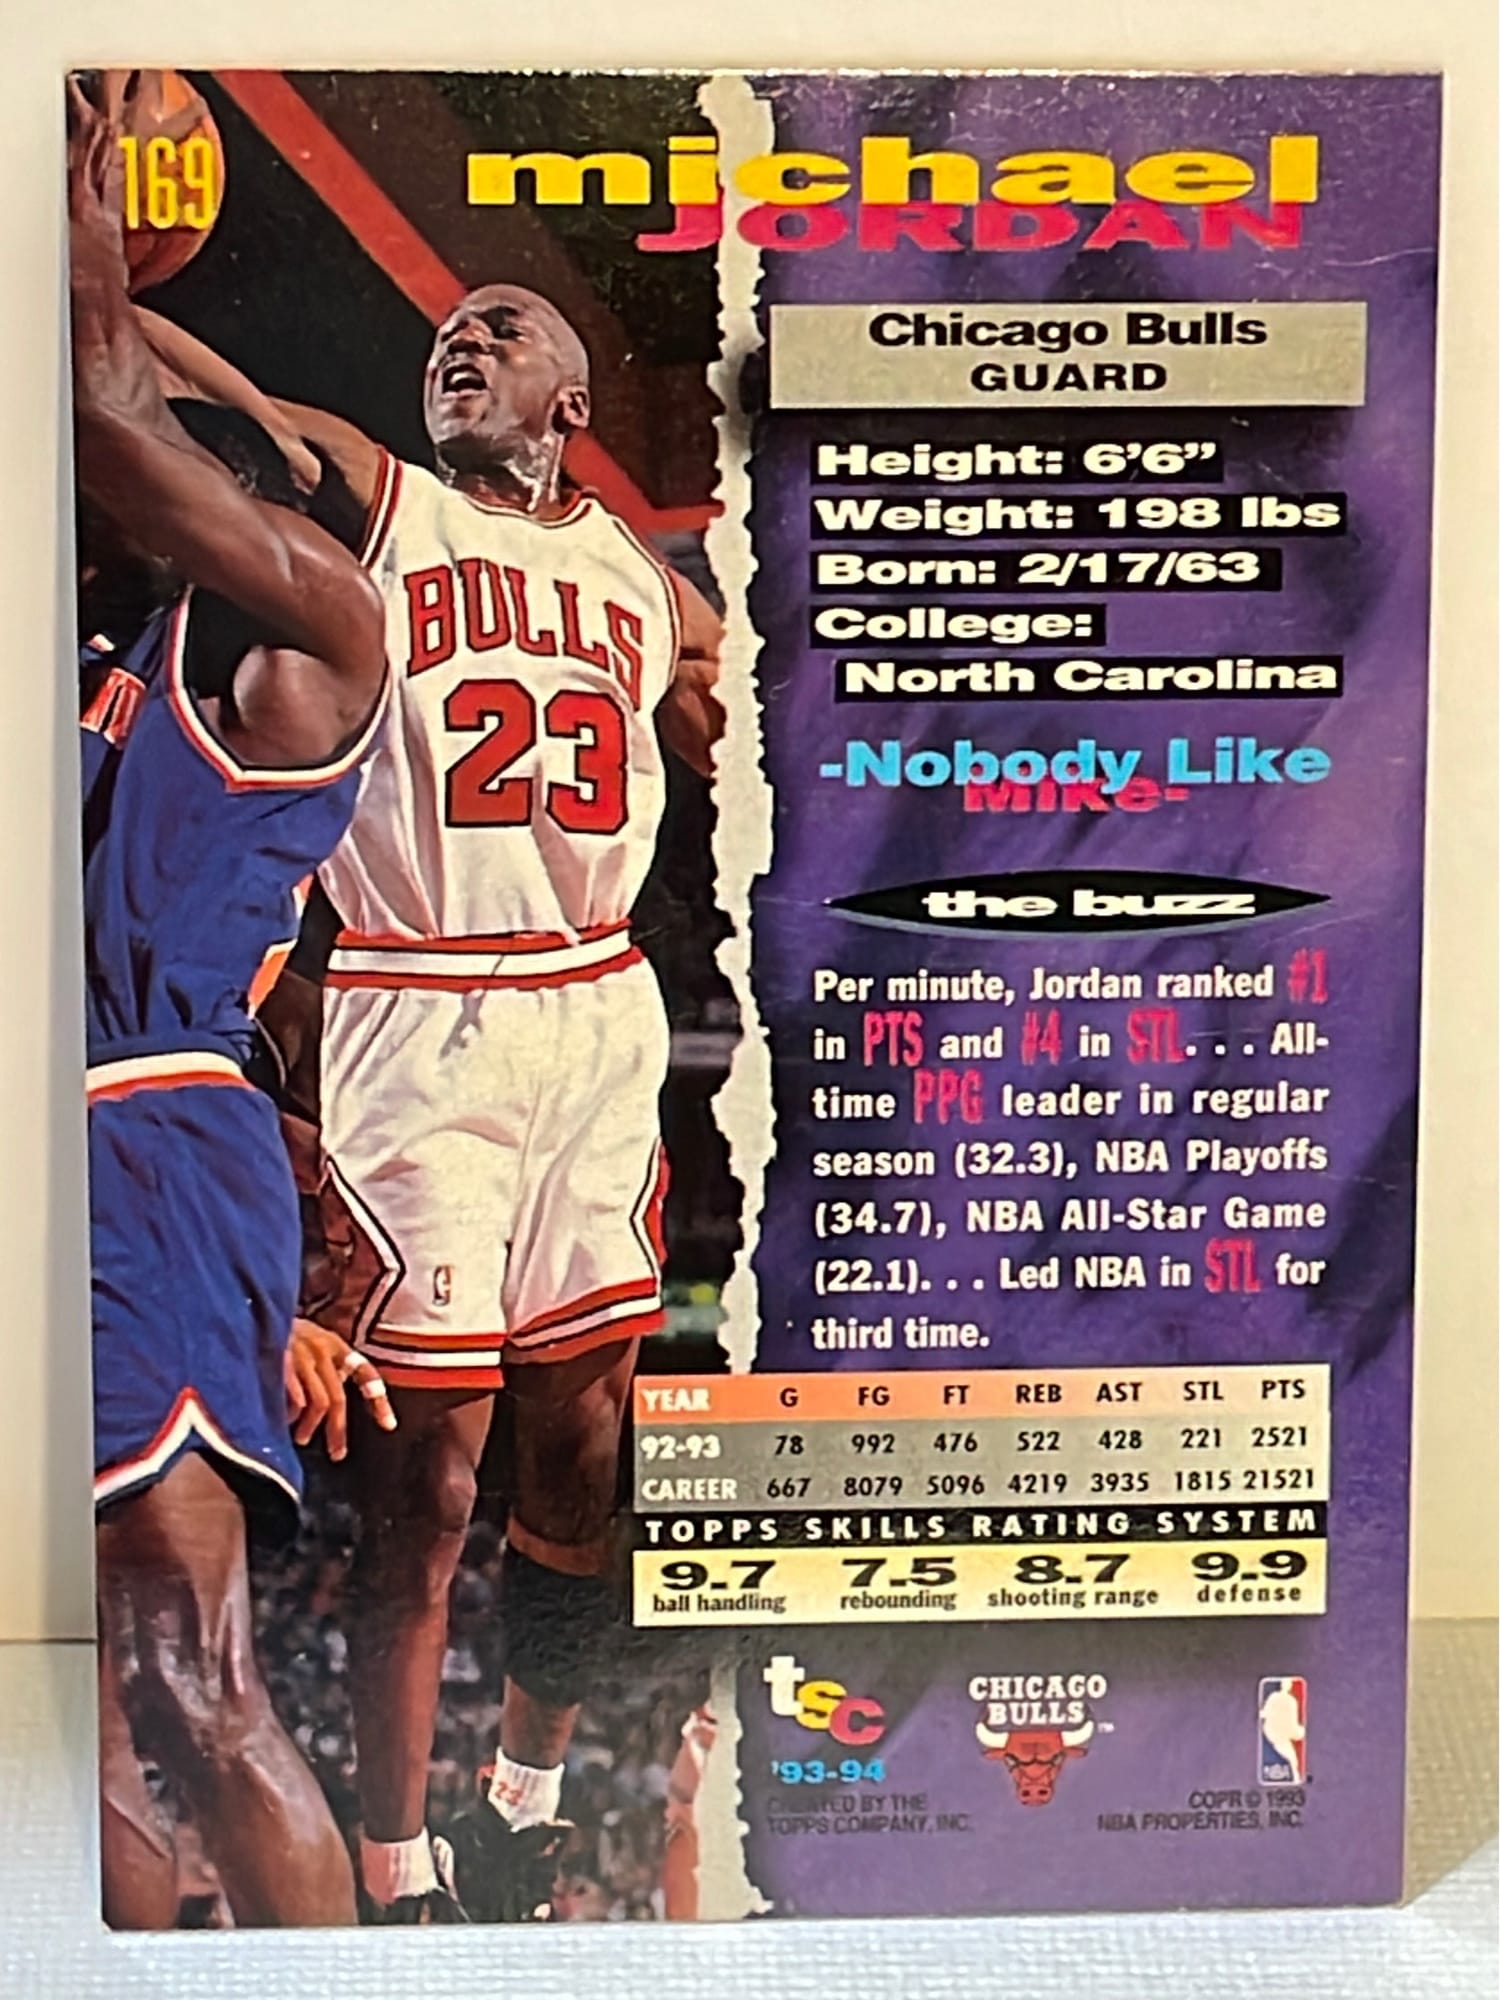 169
michael
JORDAN
Chicago Bulls
GUARD
Height: 6'6”
Weight: 198 lbs
Born: 2/17/63
College:
North Carolina
-Nobody Like
Mike-
the buzz
Per minute, Jordan ranked #1
in PTS and #4 in STL. . . All-
time PPG leader in regular
season (32.3), NBA Playoffs
(34.7), NBA All-Star Game
(22.1). . . Led NBA in STL for
third time.
BULLS
23
YEAR G FG FT REB AST STL PTS
92-93 78 992 476 522 428 221 2521
CAREER 667 8079 5096 4219 3935 1815 21521
TOPPS SKILLS RATING SYSTEM
9.7 7.5 8.7 9.9
ball handling rebounding shooting range defense
23
tsc
'93-94
CREATED BY THE
TOPPS COMPANY, INC.
CHICAGO
BULLS
™
NBA
COPR © 1993
NBA PROPERTIES, INC.